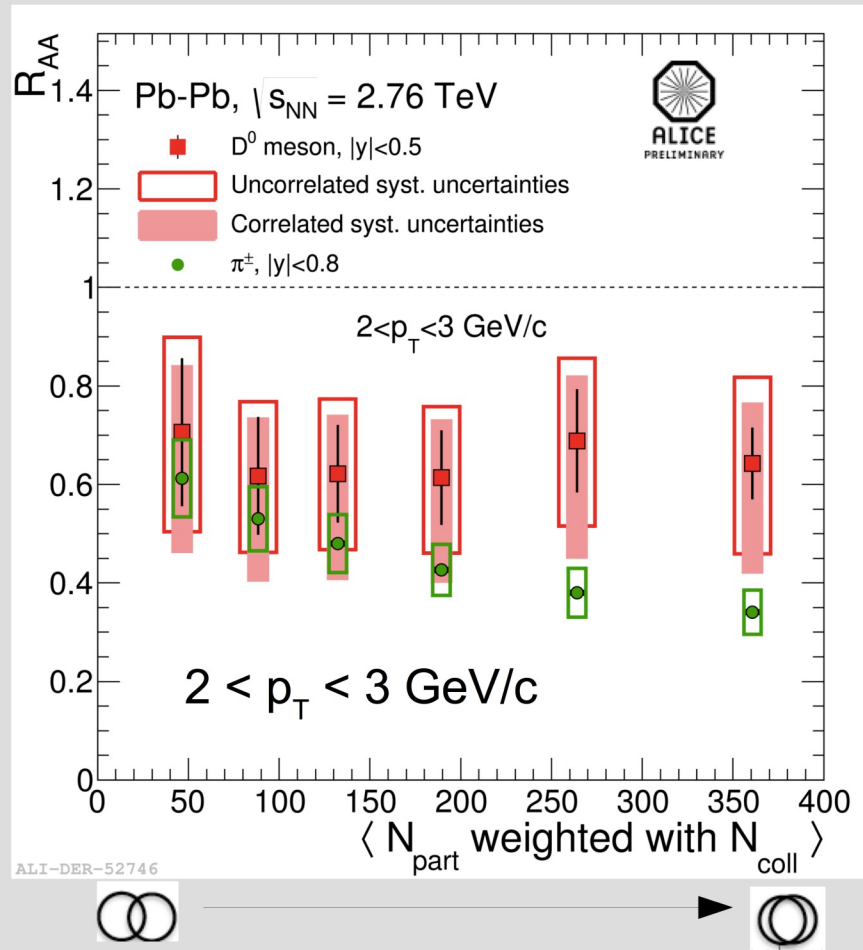 R_AA
1.4
1.2
1
0.8
0.6
0.4
0.2
0
Pb-Pb, √s_NN = 2.76 TeV
D⁰ meson, |y|<0.5
Uncorrelated syst. uncertainties
Correlated syst. uncertainties
π±, |y|<0.8
ALICE
PRELIMINARY
2<p_T<3 GeV/c
2 < p_T < 3 GeV/c
0 50 100 150 200 250 300 350 400
⟨ N_part weighted with N_coll ⟩
ALI-DER-52746